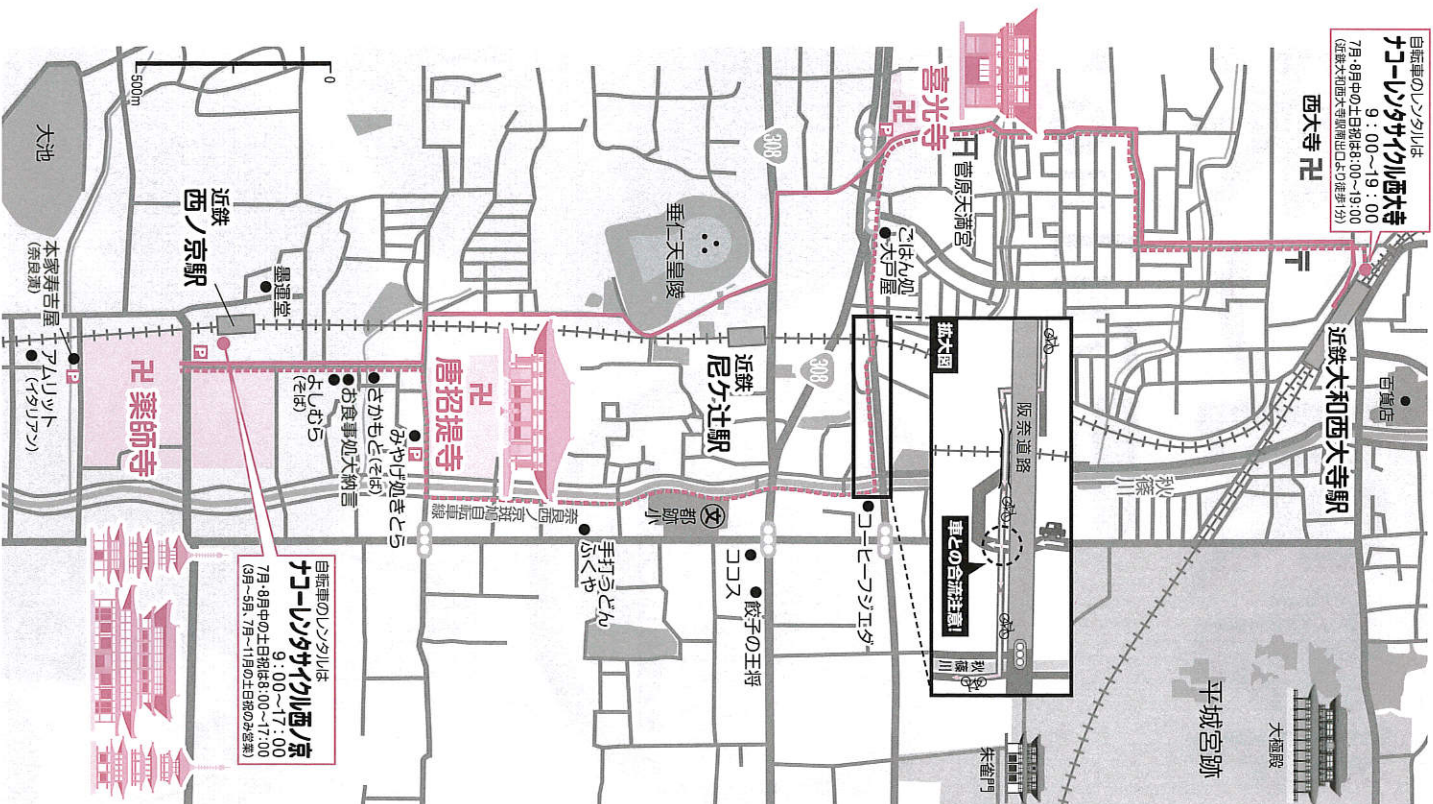 自転車のレンタルは
ナコーレンタサイクル西大寺
9:00〜19:00
7月・8月中の土日祝は8:00〜19:00
(近鉄大和西大寺駅南出口より徒歩1分)
西大寺
近鉄大和西大寺駅
百貨店
喜光寺
P
菅原天満宮
ごはん処
大戸屋
308
308
垂仁天皇陵
近鉄
尼ケ辻駅
拡大図
阪奈道路
車との合流注意!
秋篠川
秋篠川
平城宮跡
大極殿
朱雀門
コーヒーフジエダ
餃子の王将
ココス
文
都跡小
手打うどん
ふくや
奈良西ノ京斑鳩自転車線
唐招提寺
みやげ処きとら
P
さかもと(そば)
お食事処大納言
よしむら
(そば)
墨運堂
近鉄
西ノ京駅
P
薬師寺
P
本家寿吉屋
(奈良漬)
アムリット
(イタリアン)
大池
0
500m
自転車のレンタルは
ナコーレンタサイクル西ノ京
9:00〜17:00
7月・8月中の土日祝は8:00〜17:00
(3月〜5月、7月〜11月の土日祝のみ営業)